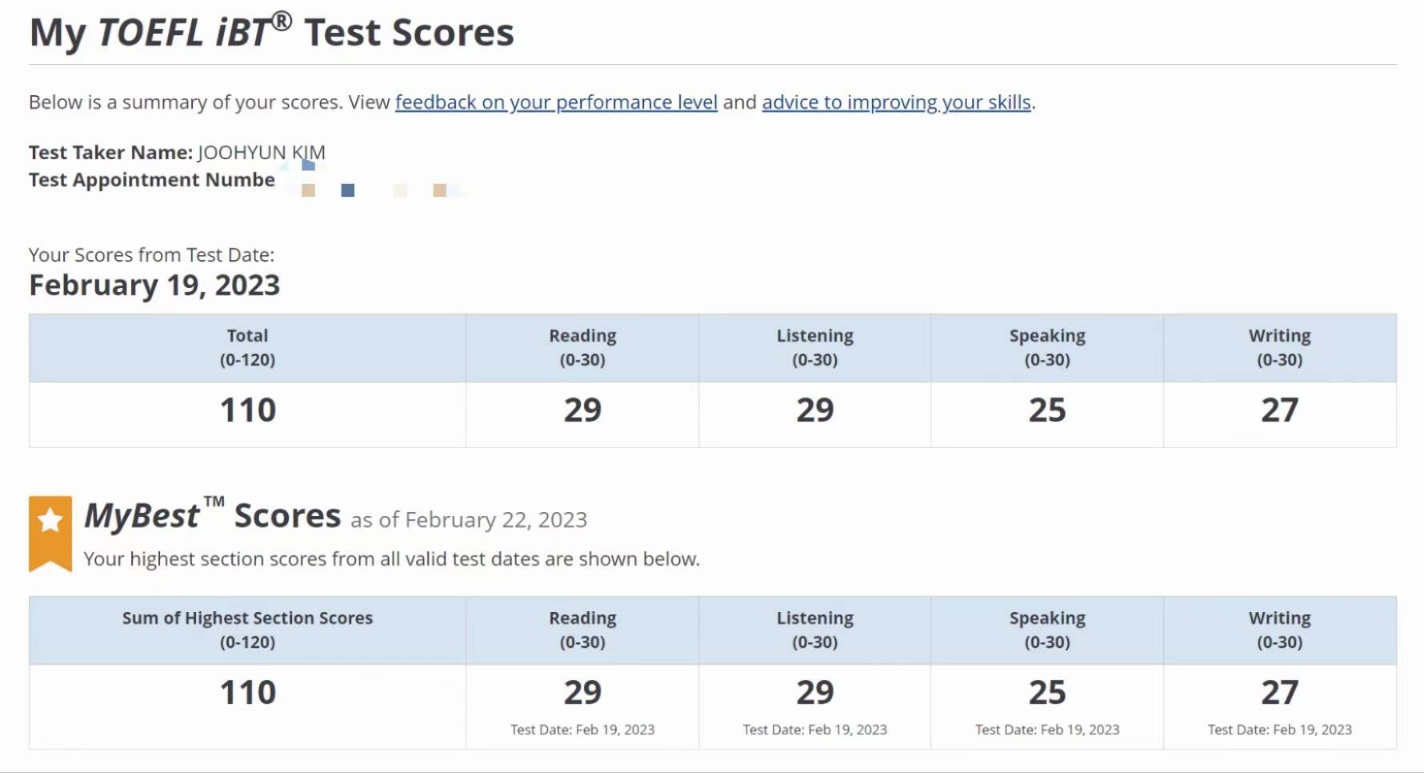 My TOEFL iBT® Test Scores
Below is a summary of your scores. View feedback on your performance level and advice to improving your skills.
Test Taker Name: JOOHYUN KIM
Test Appointment Numbe
Your Scores from Test Date:
February 19, 2023
Total Reading Listening Speaking Writing
(0-120) (0-30) (0-30) (0-30) (0-30)
110 29 29 25 27
MyBest™ Scores as of February 22, 2023
Your highest section scores from all valid test dates are shown below.
Sum of Highest Section Scores Reading Listening Speaking Writing
(0-120) (0-30) (0-30) (0-30) (0-30)
110 29 29 25 27
Test Date: Feb 19, 2023 Test Date: Feb 19, 2023 Test Date: Feb 19, 2023 Test Date: Feb 19, 2023